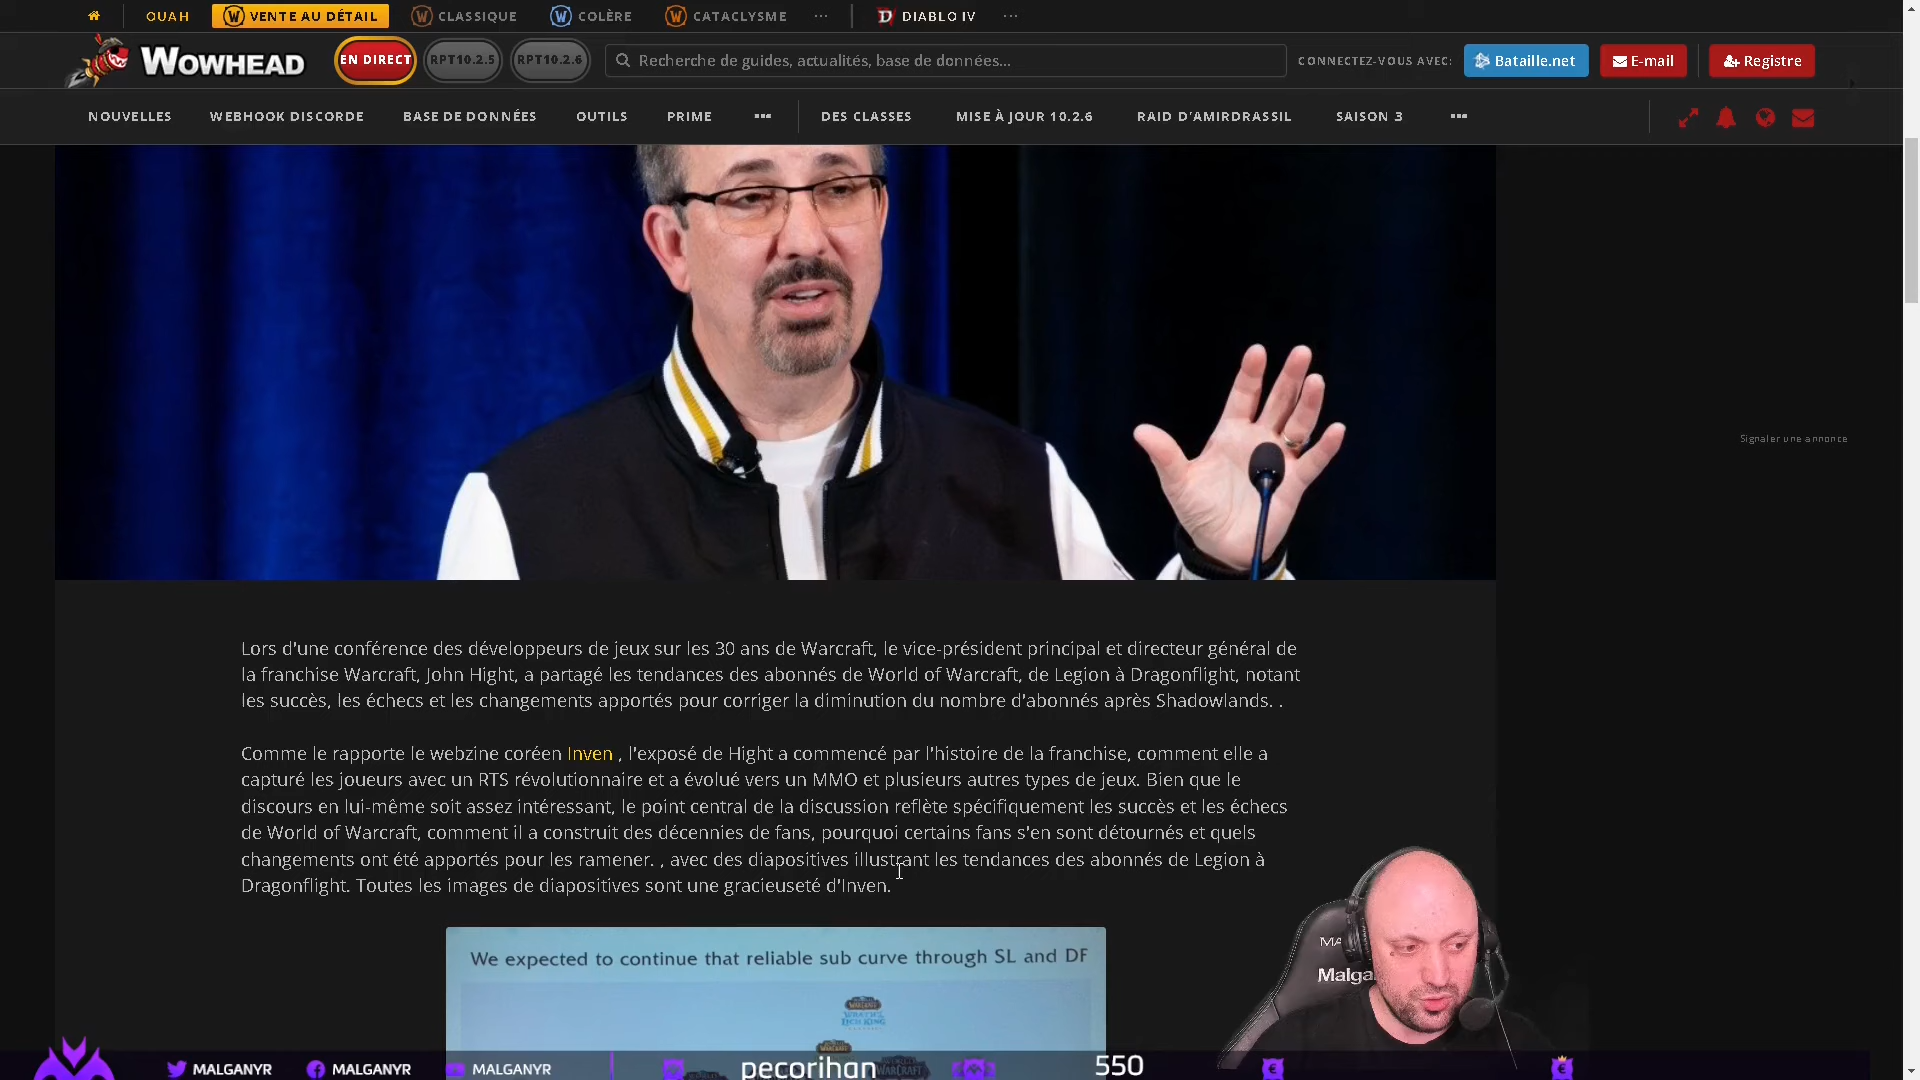 OUAH
VENTE AU DÉTAIL
CLASSIQUE
COLÈRE
CATACLYSME
...
DIABLO IV
...
WOWHEAD
EN DIRECT
RPT10.2.5
RPT10.2.6
Recherche de guides, actualités, base de données...
CONNECTEZ-VOUS AVEC:
Bataille.net
E-mail
Registre
NOUVELLES
WEBHOOK DISCORDE
BASE DE DONNÉES
OUTILS
PRIME
DES CLASSES
MISE À JOUR 10.2.6
RAID D'AMIRDRASSIL
SAISON 3
Signaler une annonce
Lors d'une conférence des développeurs de jeux sur les 30 ans de Warcraft, le vice-président principal et directeur général de
la franchise Warcraft, John Hight, a partagé les tendances des abonnés de World of Warcraft, de Legion à Dragonflight, notant
les succès, les échecs et les changements apportés pour corriger la diminution du nombre d'abonnés après Shadowlands. .
Comme le rapporte le webzine coréen Inven , l'exposé de Hight a commencé par l'histoire de la franchise, comment elle a
capturé les joueurs avec un RTS révolutionnaire et a évolué vers un MMO et plusieurs autres types de jeux. Bien que le
discours en lui-même soit assez intéressant, le point central de la discussion reflète spécifiquement les succès et les échecs
de World of Warcraft, comment il a construit des décennies de fans, pourquoi certains fans s'en sont détournés et quels
changements ont été apportés pour les ramener. , avec des diapositives illustrant les tendances des abonnés de Legion à
Dragonflight. Toutes les images de diapositives sont une gracieuseté d'Inven.
We expected to continue that reliable sub curve through SL and DF
WARCRAFT
WRATH OF THE
LICH KING
MA
Malga
MALGANYR
MALGANYR
MALGANYR
pecorihan
550